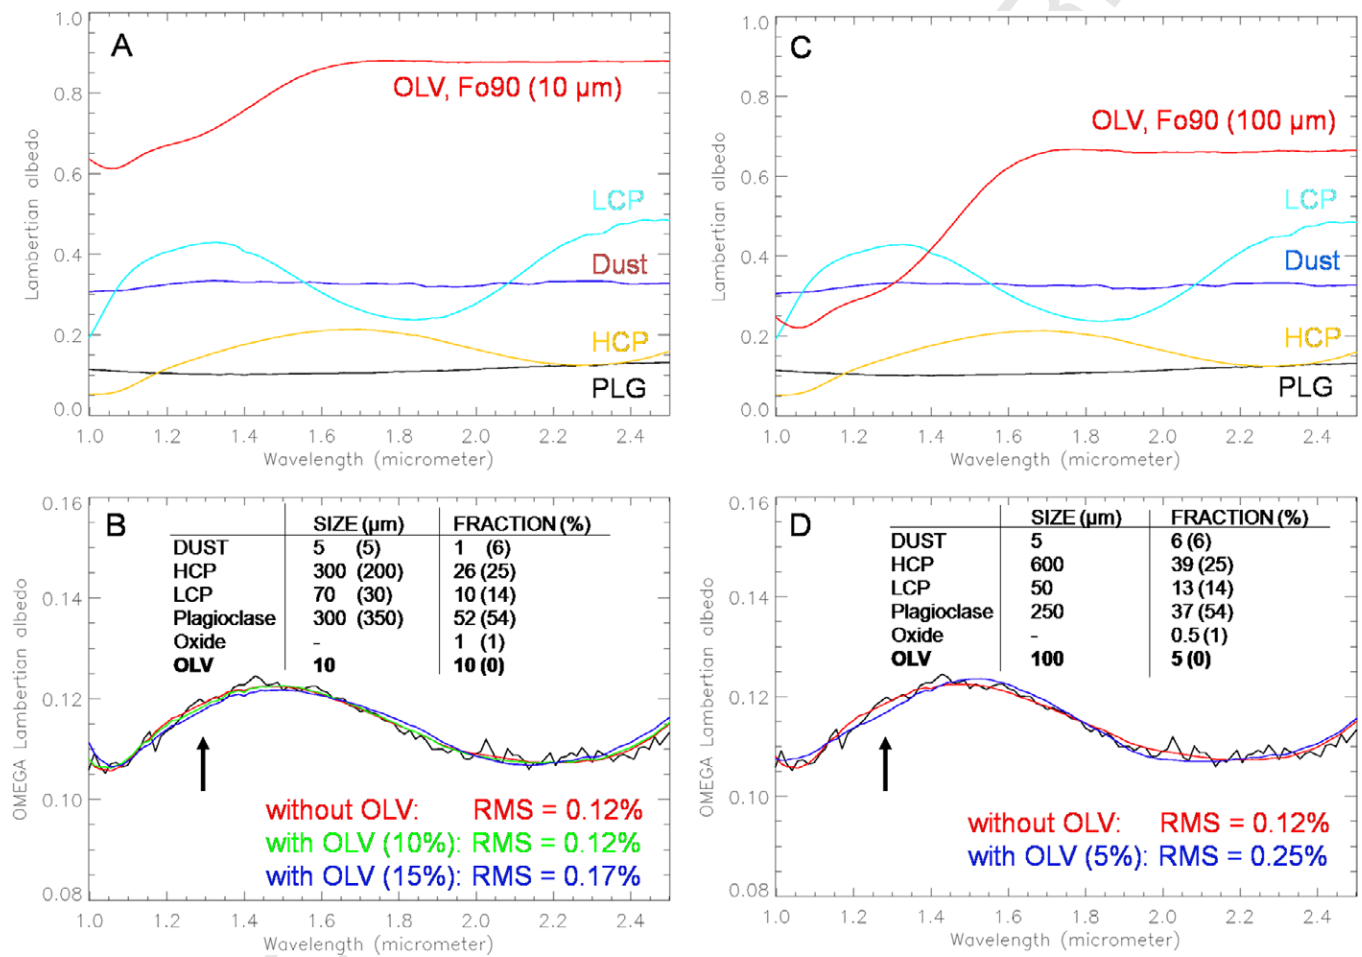 A
1.0
0.8
0.6
0.4
0.2
0.0
Lambertian albedo
OLV, Fo90 (10 µm)
LCP
Dust
HCP
PLG
1.0 1.2 1.4 1.6 1.8 2.0 2.2 2.4
Wavelength (micrometer)
C
1.0
0.8
0.6
0.4
0.2
0.0
Lambertian albedo
OLV, Fo90 (100 µm)
LCP
Dust
HCP
PLG
1.0 1.2 1.4 1.6 1.8 2.0 2.2 2.4
Wavelength (micrometer)
B
0.16
0.14
0.12
0.10
0.08
OMEGA Lambertian albedo
SIZE (µm) FRACTION (%)
DUST 5 (5) 1 (6)
HCP 300 (200) 26 (25)
LCP 70 (30) 10 (14)
Plagioclase 300 (350) 52 (54)
Oxide - 1 (1)
OLV 10 10 (0)
without OLV: RMS = 0.12%
with OLV (10%): RMS = 0.12%
with OLV (15%): RMS = 0.17%
1.0 1.2 1.4 1.6 1.8 2.0 2.2 2.4
Wavelength (micrometer)
D
0.16
0.14
0.12
0.10
0.08
OMEGA Lambertian albedo
SIZE (µm) FRACTION (%)
DUST 5 6 (6)
HCP 600 39 (25)
LCP 50 13 (14)
Plagioclase 250 37 (54)
Oxide - 0.5 (1)
OLV 100 5 (0)
without OLV: RMS = 0.12%
with OLV (5%): RMS = 0.25%
1.0 1.2 1.4 1.6 1.8 2.0 2.2 2.4
Wavelength (micrometer)